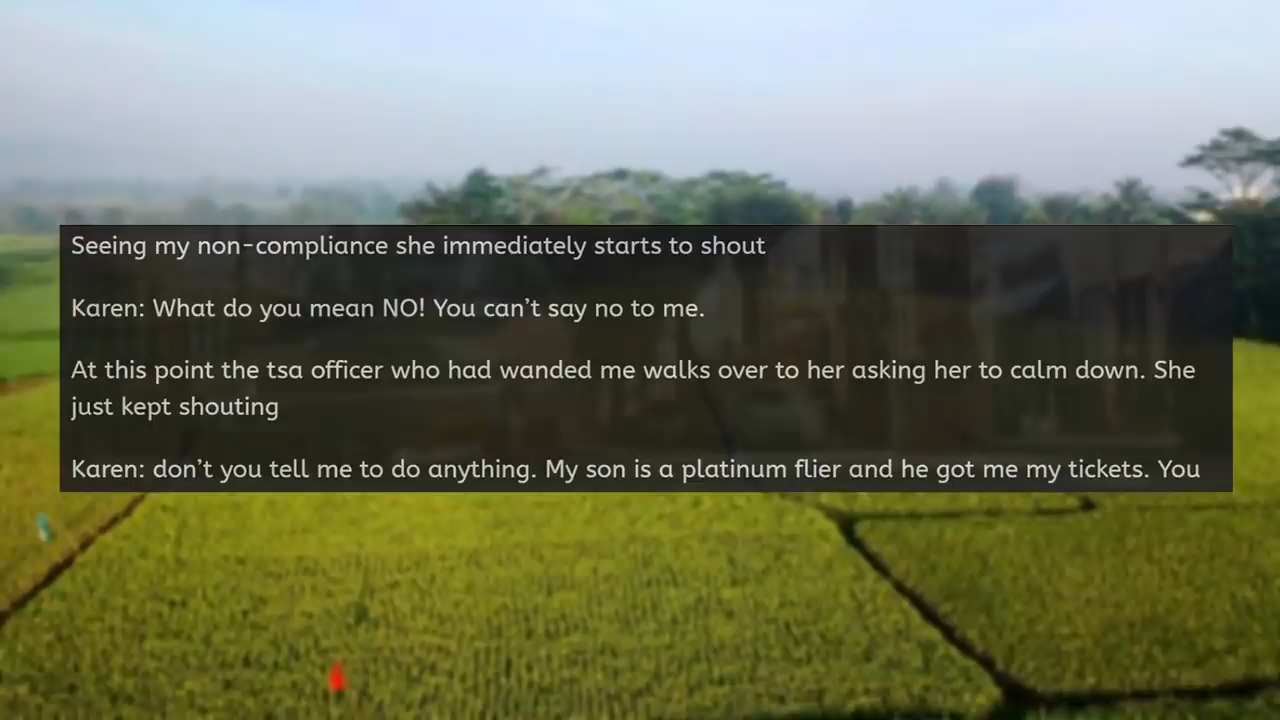 Seeing my non-compliance she immediately starts to shout
Karen: What do you mean NO! You can’t say no to me.
At this point the tsa officer who had wanded me walks over to her asking her to calm down. She
just kept shouting
Karen: don’t you tell me to do anything. My son is a platinum flier and he got me my tickets. You